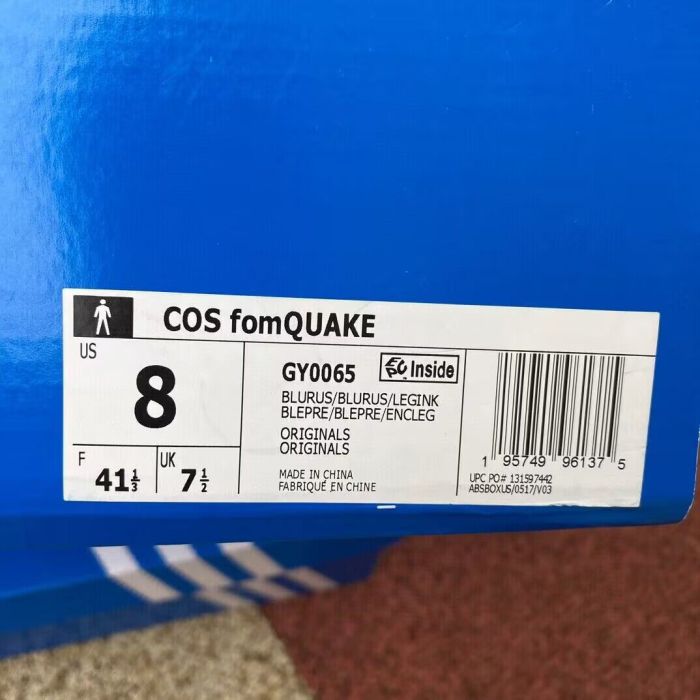 COS fomQUAKE
US
8
F 41⅓
UK 7½
GY0065
Inside
BLURUS/BLURUS/LEGINK
BLEPRE/BLEPRE/ENCLEG
ORIGINALS
ORIGINALS
MADE IN CHINA
FABRIQUÉ EN CHINE
1 95749 96137 5
UPC PO# 131597442
ABSBOXUS/0517/V03